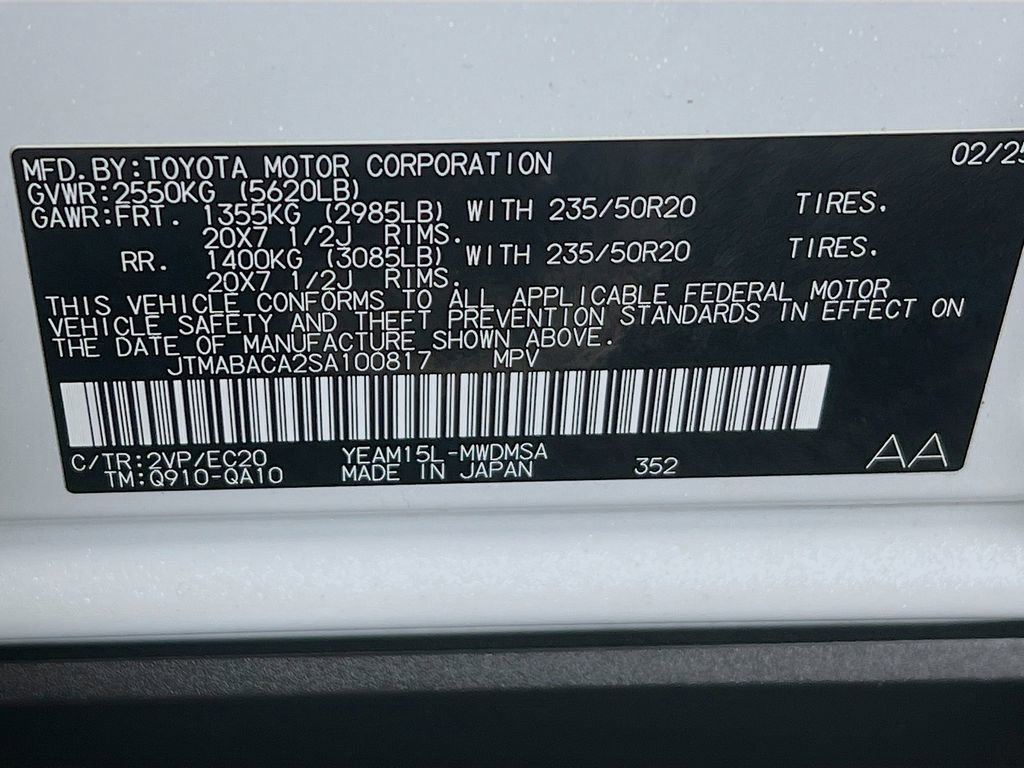 MFD.BY:TOYOTA MOTOR CORPORATION 02/25
GVWR:2550KG (5620LB)
GAWR:FRT. 1355KG (2985LB) WITH 235/50R20 TIRES.
20X7 1/2J RIMS.
RR. 1400KG (3085LB) WITH 235/50R20 TIRES.
20X7 1/2J RIMS.
THIS VEHICLE CONFORMS TO ALL APPLICABLE FEDERAL MOTOR
VEHICLE SAFETY AND THEFT PREVENTION STANDARDS IN EFFECT ON
THE DATE OF MANUFACTURE SHOWN ABOVE.
JTMABACA2SA100817 MPV
C/TR:2VP/EC20 YEAM15L-MWDMSA
TM:Q910-QA10 MADE IN JAPAN 352 AA